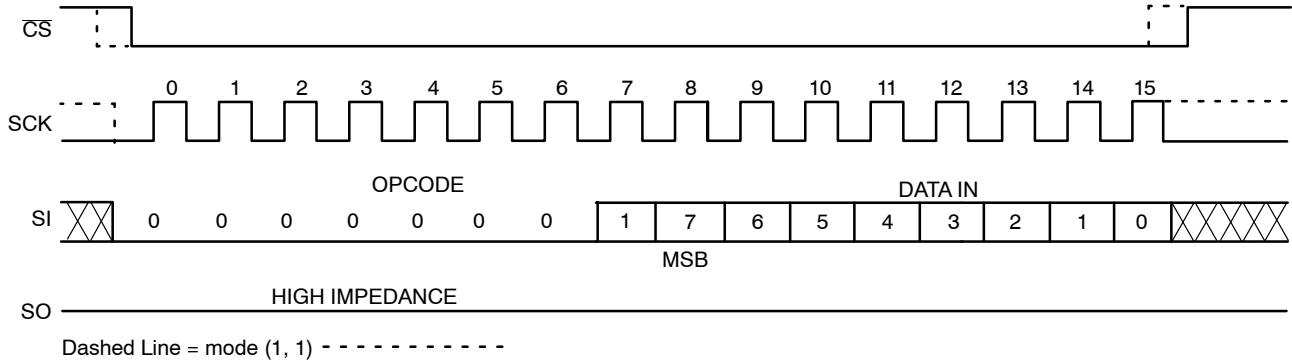 CS
0 1 2 3 4 5 6 7 8 9 10 11 12 13 14 15
SCK
OPCODE DATA IN
SI 0 0 0 0 0 0 0 1 7 6 5 4 3 2 1 0
MSB
HIGH IMPEDANCE
SO
Dashed Line = mode (1, 1)